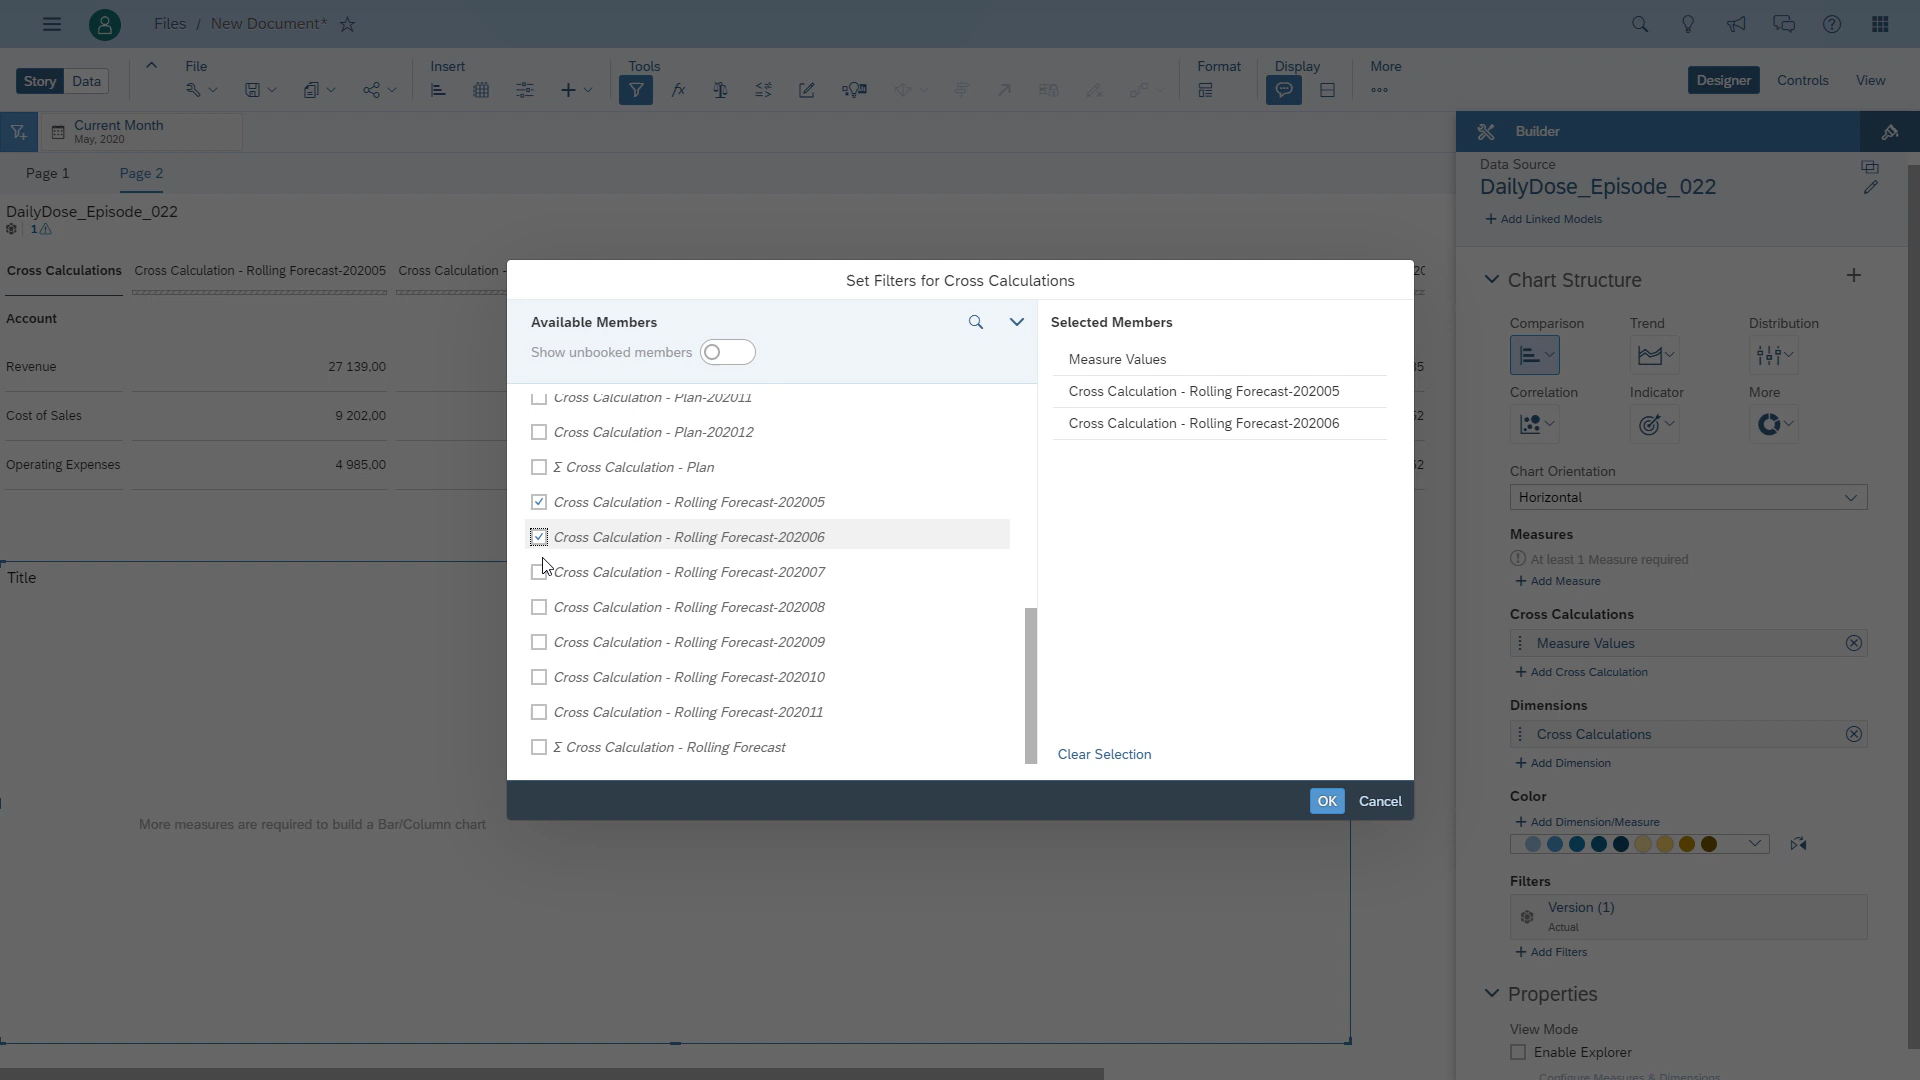 Files / New Document*
Story Data
File
Insert
Tools
Format
Display
More
Designer Controls View
Current Month
May, 2020
Page 1 Page 2
DailyDose_Episode_022
1
Cross Calculations Cross Calculation - Rolling Forecast-202005 Cross Calculation -
Account
Revenue 27 139,00
Cost of Sales 9 202,00
Operating Expenses 4 985,00
Title
More measures are required to build a Bar/Column chart
Set Filters for Cross Calculations
Available Members
Show unbooked members
Cross Calculation - Plan-202011
Cross Calculation - Plan-202012
Σ Cross Calculation - Plan
Cross Calculation - Rolling Forecast-202005
Cross Calculation - Rolling Forecast-202006
Cross Calculation - Rolling Forecast-202007
Cross Calculation - Rolling Forecast-202008
Cross Calculation - Rolling Forecast-202009
Cross Calculation - Rolling Forecast-202010
Cross Calculation - Rolling Forecast-202011
Σ Cross Calculation - Rolling Forecast
Selected Members
Measure Values
Cross Calculation - Rolling Forecast-202005
Cross Calculation - Rolling Forecast-202006
Clear Selection
OK Cancel
Builder
Data Source
DailyDose_Episode_022
+ Add Linked Models
Chart Structure
Comparison Trend Distribution
Correlation Indicator More
Chart Orientation
Horizontal
Measures
At least 1 Measure required
+ Add Measure
Cross Calculations
Measure Values
+ Add Cross Calculation
Dimensions
Cross Calculations
+ Add Dimension
Color
+ Add Dimension/Measure
Filters
Version (1)
Actual
+ Add Filters
Properties
View Mode
Enable Explorer
Configure Measures & Dimensions